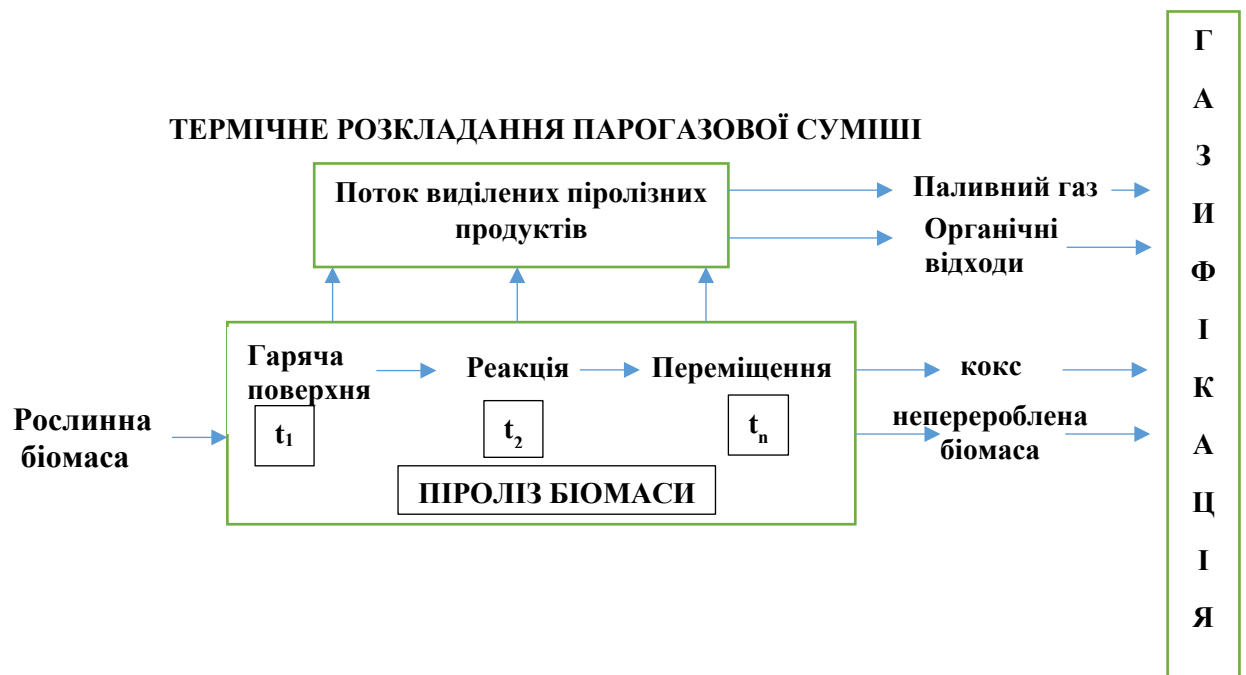 ТЕРМІЧНЕ РОЗКЛАДАННЯ ПАРОГАЗОВОЇ СУМІШІ
Поток виділених піролізних
продуктів
Паливний газ
Органічні
відходи
Рослинна
біомаса
Гаряча
поверхня
Реакція
Переміщення
t₁
t₂
tₙ
ПІРОЛІЗ БІОМАСИ
кокс
неперероблена
біомаса
Г
А
З
И
Ф
І
К
А
Ц
І
Я